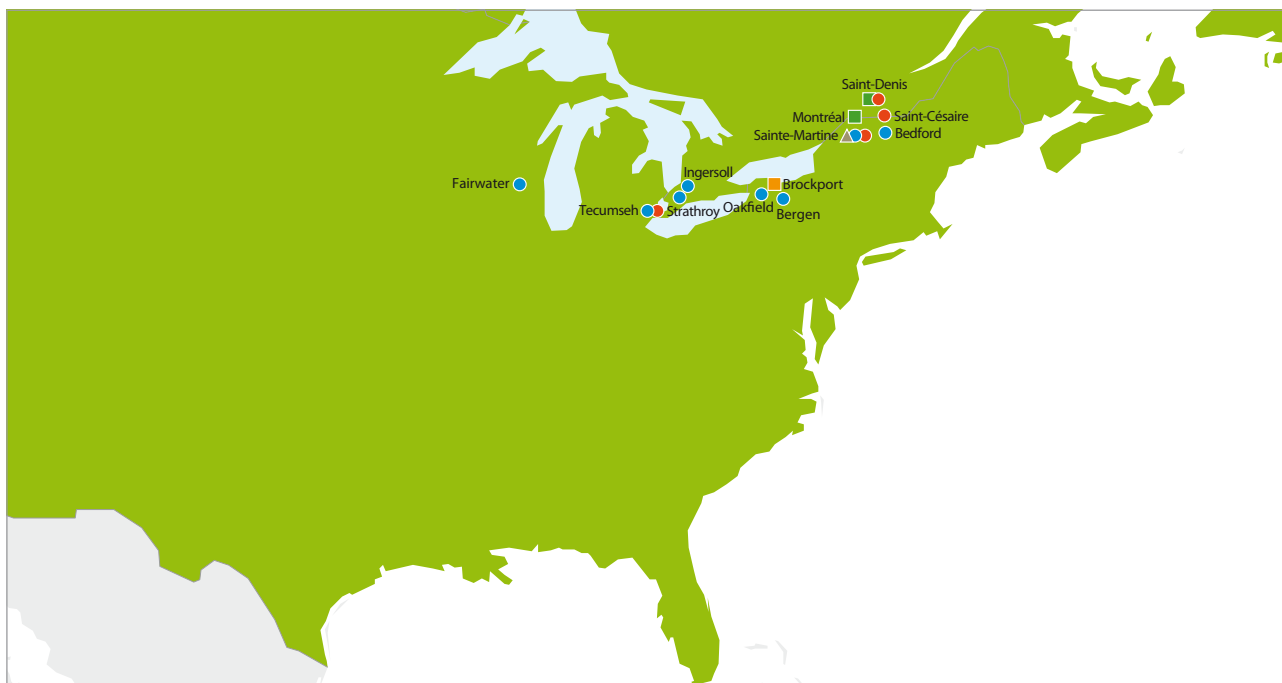 Saint-Denis
Montréal
Saint-Césaire
Sainte-Martine
Bedford
Ingersoll
Fairwater
Brockport
Tecumseh
Strathroy
Oakfield
Bergen